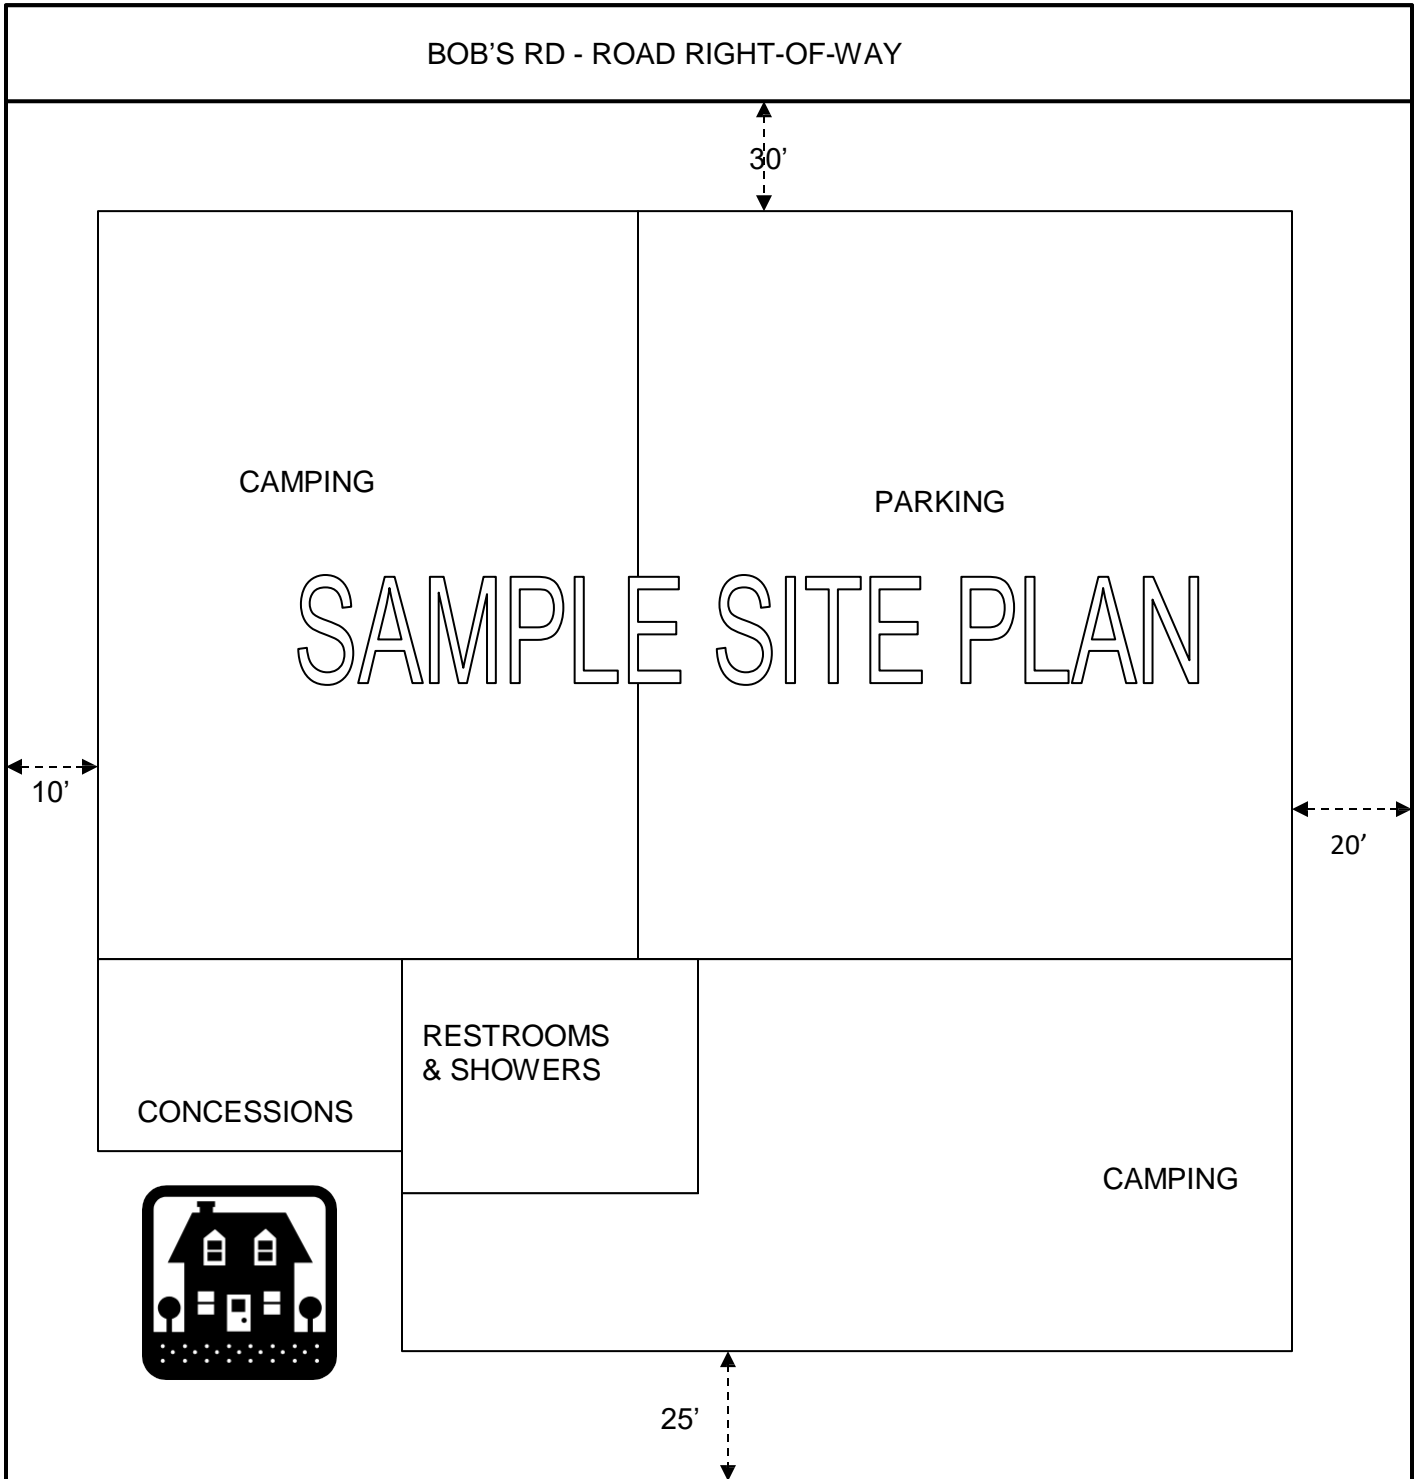 BOB’S RD - ROAD RIGHT-OF-WAY
30’
CAMPING
PARKING
SAMPLE SITE PLAN
10’
20’
RESTROOMS
& SHOWERS
CONCESSIONS
CAMPING
25’